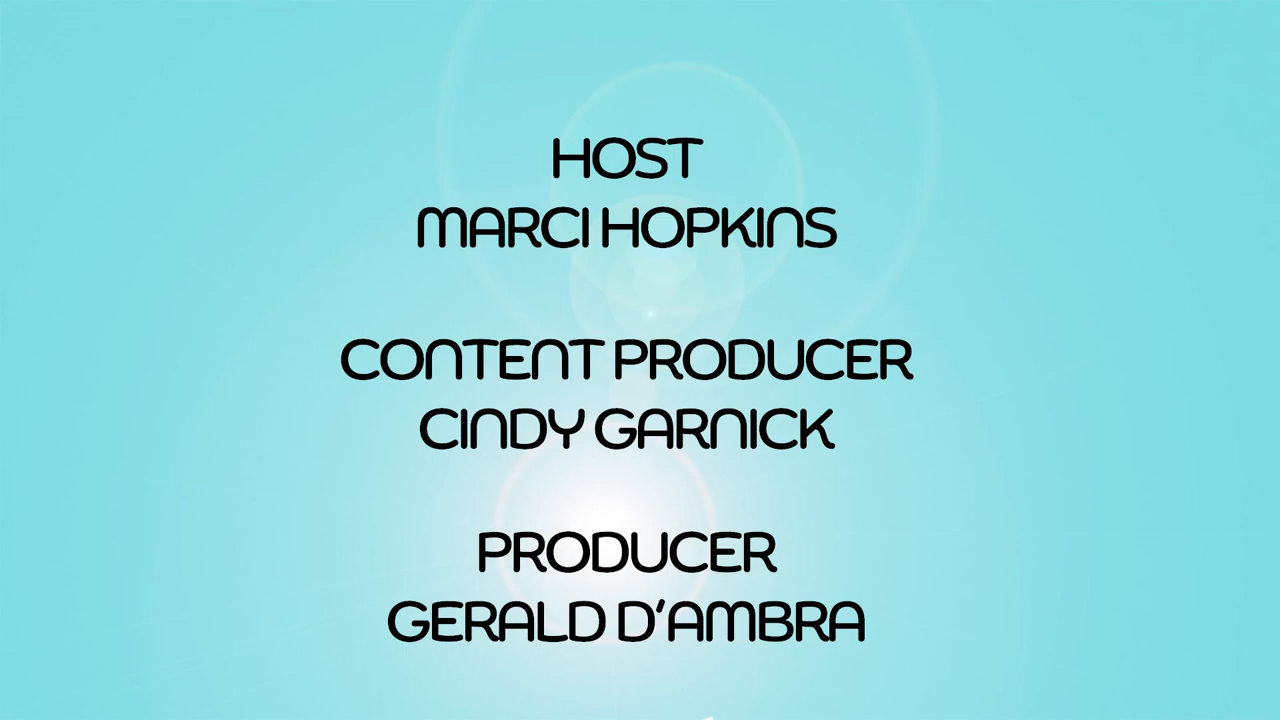 HOST
MARCI HOPKINS
CONTENT PRODUCER
CINDY GARNICK
PRODUCER
GERALD D'AMBRA